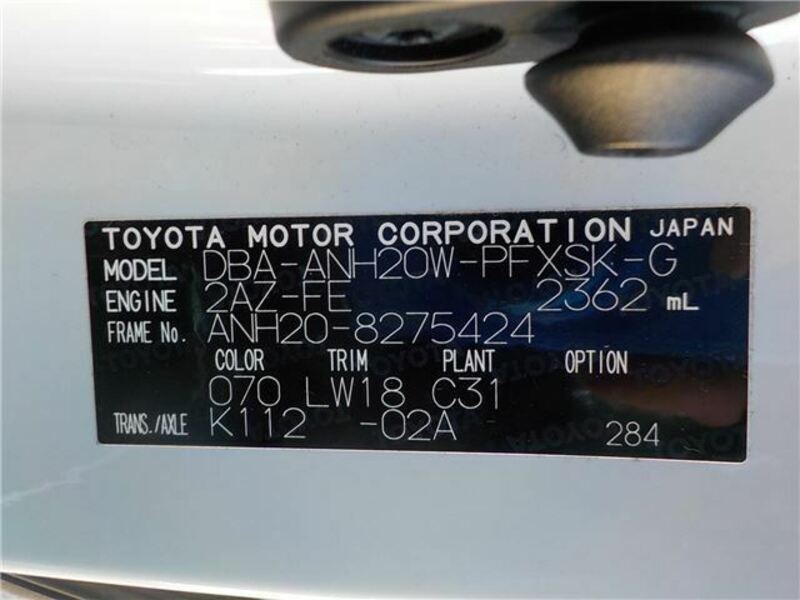 TOYOTA MOTOR CORPORATION JAPAN
MODEL DBA-ANH20W-PFXSK-G
ENGINE 2AZ-FE 2362 mL
FRAME No. ANH20-8275424
COLOR TRIM PLANT OPTION
070 LW18 C31
TRANS./AXLE K112 -02A 284